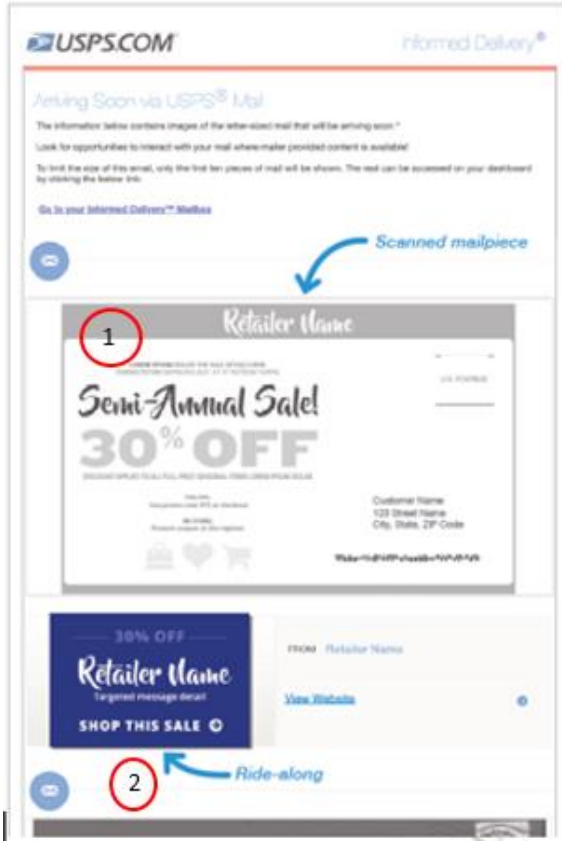 USPS.COM Informed Delivery®
Arriving Soon via USPS® Mail
The information below contains images of the letter-sized mail that will be arriving soon.*
Look for opportunities to interact with your mail where mailer provided content is available!
To limit the size of this email, only the first ten pieces of mail will be shown. The rest can be accessed on your dashboard
by clicking the below link.
Go to your Informed Delivery™ Mailbox
Scanned mailpiece
1
Retailer Name
U.S. POSTAGE
Semi-Annual Sale!
30% OFF
Customer Name
123 Street Name
City, State, ZIP Code
30% OFF
Retailer Name
Targeted message detail
SHOP THIS SALE
FROM Retailer Name
View Website
2
Ride-along